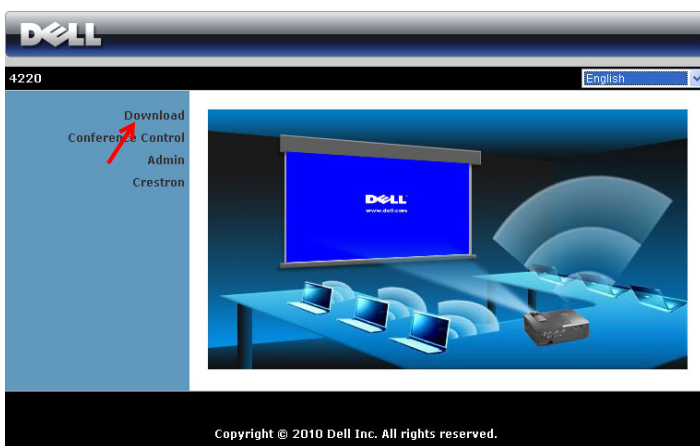 DELL
4220
English
Download
Conference Control
Admin
Crestron
DELL
www.dell.com
Copyright © 2010 Dell Inc. All rights reserved.